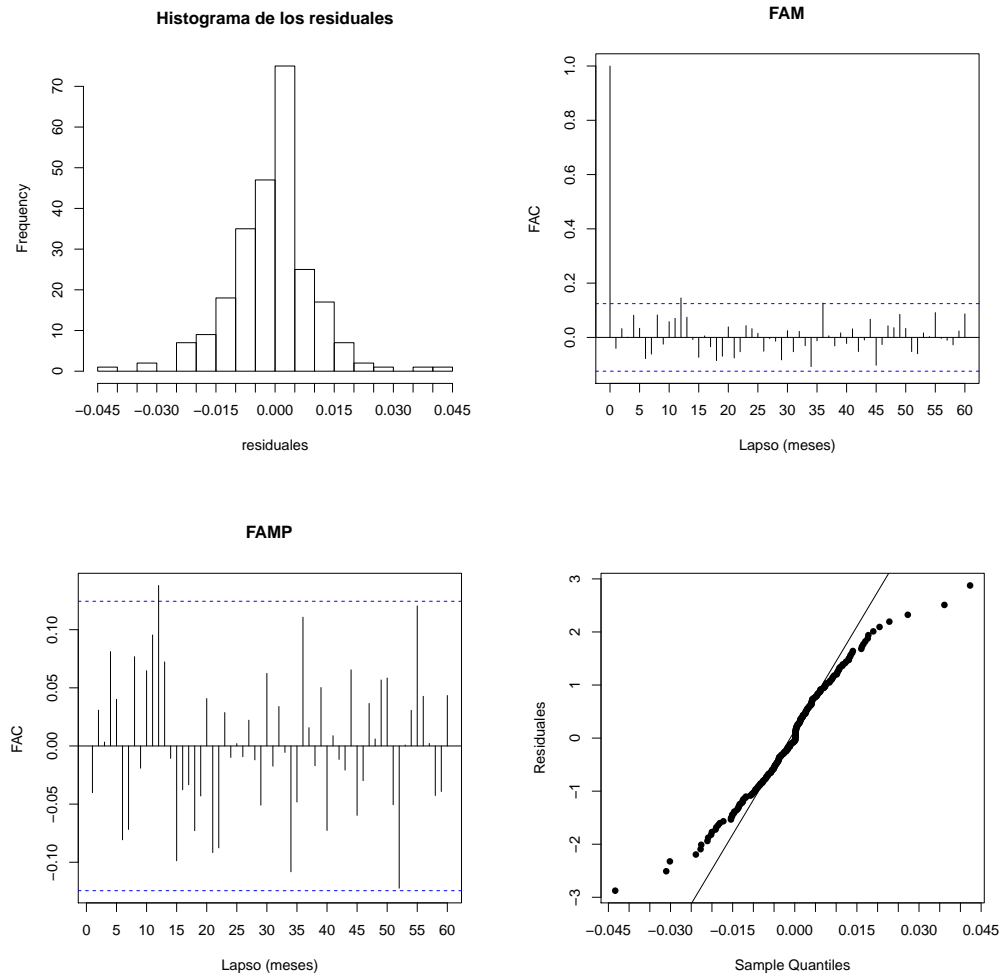 Histograma de los residuales
Frequency
0 10 20 30 40 50 60 70
−0.045 −0.030 −0.015 0.000 0.015 0.030 0.045
residuales
FAM
FAC
0.0 0.2 0.4 0.6 0.8 1.0
0 5 10 15 20 25 30 35 40 45 50 55 60
Lapso (meses)
FAMP
FAC
−0.10 −0.05 0.00 0.05 0.10
0 5 10 15 20 25 30 35 40 45 50 55 60
Lapso (meses)
Residuales
−3 −2 −1 0 1 2 3
−0.045 −0.030 −0.015 0.000 0.015 0.030 0.045
Sample Quantiles